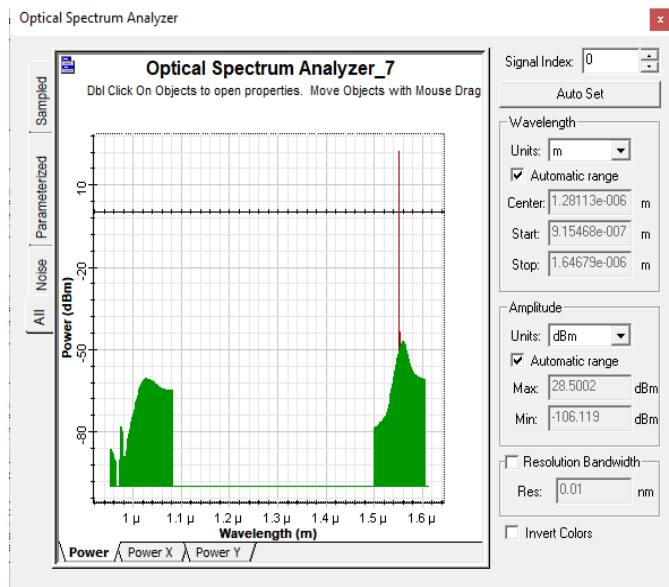 Optical Spectrum Analyzer
x
Optical Spectrum Analyzer_7
Dbl Click On Objects to open properties. Move Objects with Mouse Drag
Sampled
Parameterized
Noise
All
Power (dBm)
10
-20
-50
-80
1 µ 1.1 µ 1.2 µ 1.3 µ 1.4 µ 1.5 µ 1.6 µ
Wavelength (m)
Power Power X Power Y
Signal Index: 0
Auto Set
Wavelength
Units: m
Automatic range
Center: 1.28113e-006 m
Start: 9.15468e-007 m
Stop: 1.64679e-006 m
Amplitude
Units: dBm
Automatic range
Max: 28.5002 dBm
Min: -106.119 dBm
Resolution Bandwidth
Res: 0.01 nm
Invert Colors